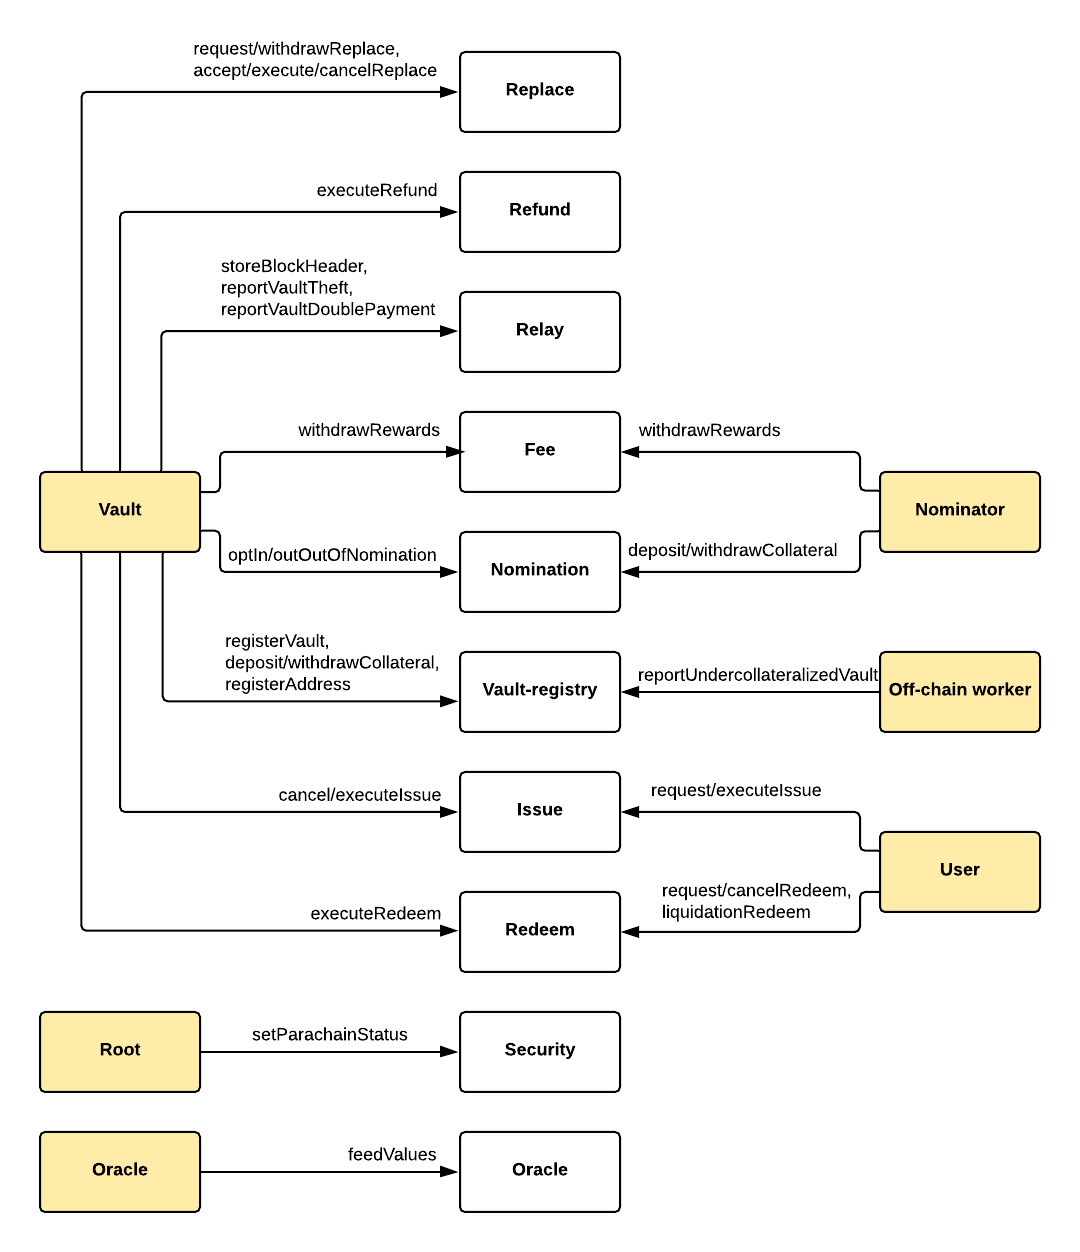 request/withdrawReplace,
accept/execute/cancelReplace
Replace
executeRefund
Refund
storeBlockHeader,
reportVaultTheft,
reportVaultDoublePayment
Relay
withdrawRewards
Fee
withdrawRewards
Vault
Nominator
optIn/outOutOfNomination
Nomination
deposit/withdrawCollateral
registerVault,
deposit/withdrawCollateral,
registerAddress
Vault-registry
reportUndercollateralizedVault
Off-chain worker
cancel/executeIssue
Issue
request/executeIssue
User
executeRedeem
Redeem
request/cancelRedeem,
liquidationRedeem
Root
setParachainStatus
Security
Oracle
feedValues
Oracle